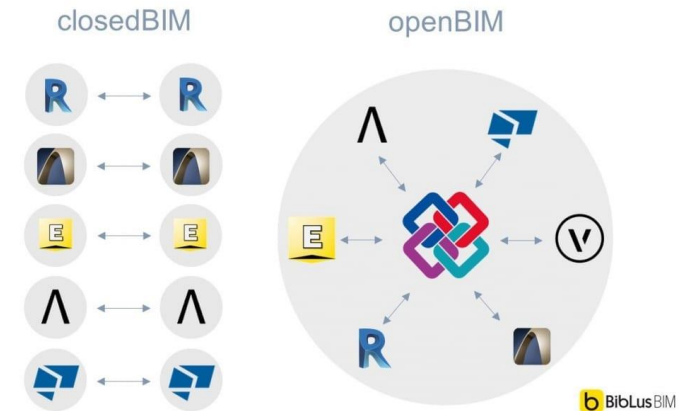 closedBIM
openBIM
R R
E E
E
V
R
b BibLus BIM